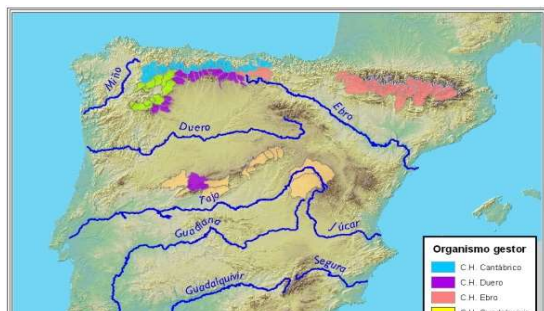 Miño
Ebro
Duero
Tajo
Guadiana
Júcar
Segura
Guadalquivir
Organismo gestor
C.H. Cantábrico
C.H. Duero
C.H. Ebro